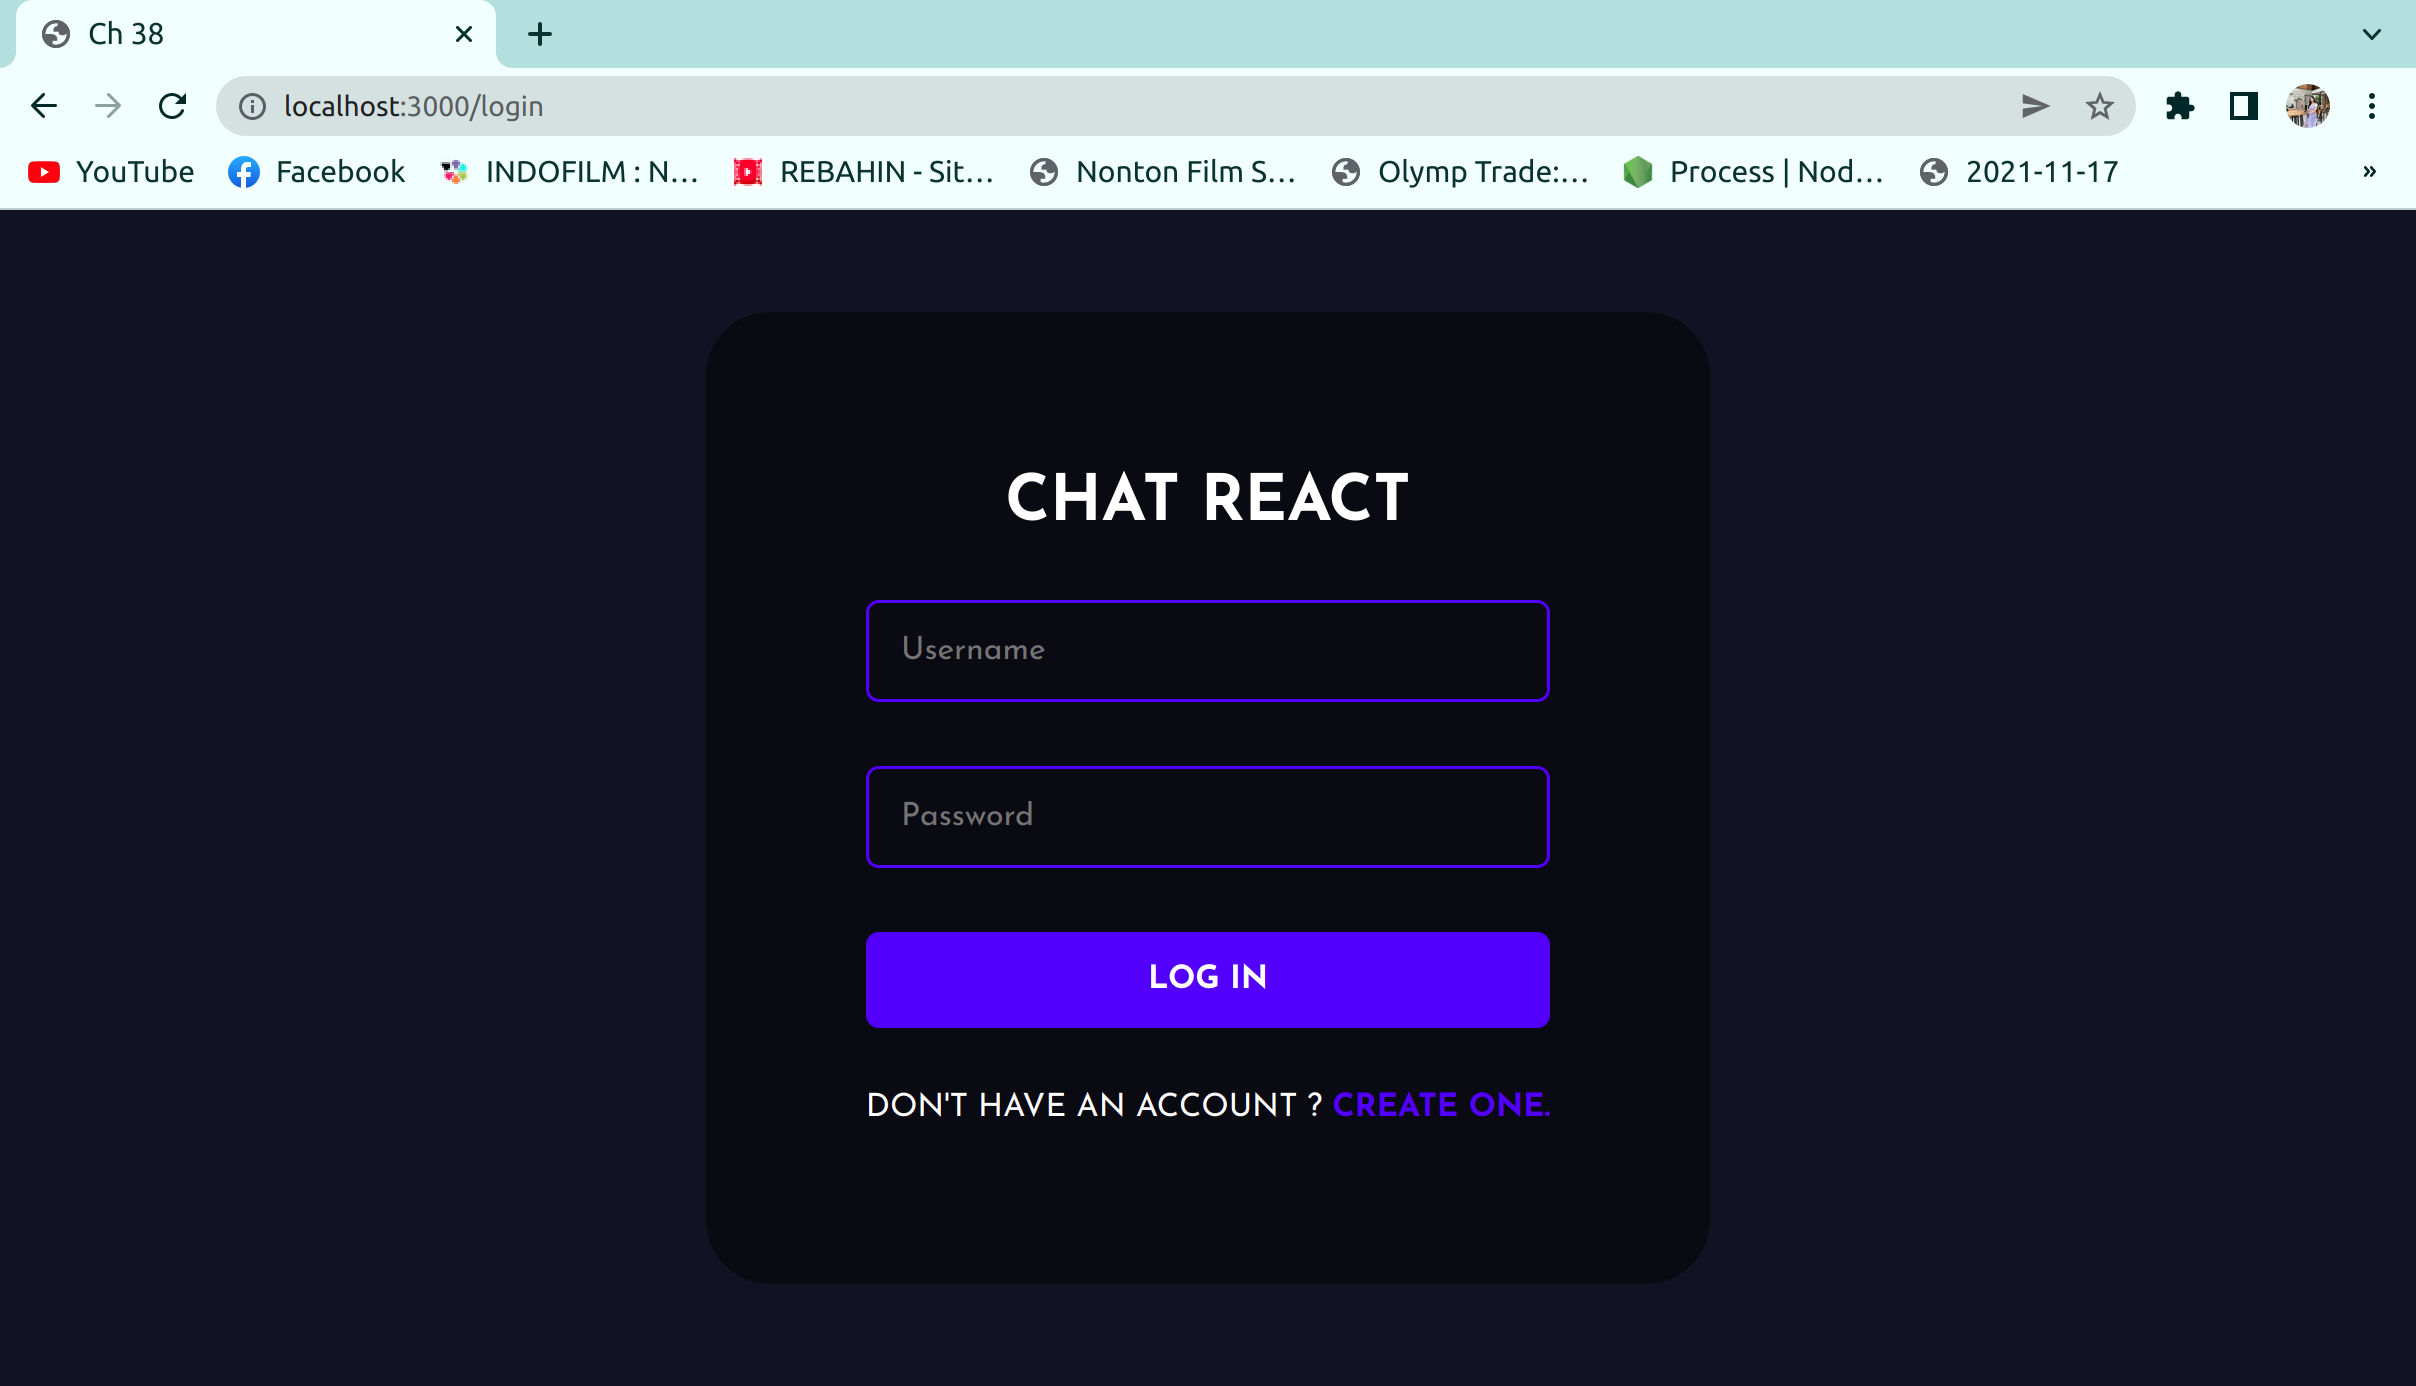 Ch 38
localhost:3000/login
YouTube Facebook INDOFILM : N... REBAHIN - Sit... Nonton Film S... Olymp Trade:... Process | Nod... 2021-11-17 »
CHAT REACT
Username
Password
LOG IN
DON'T HAVE AN ACCOUNT ? CREATE ONE.